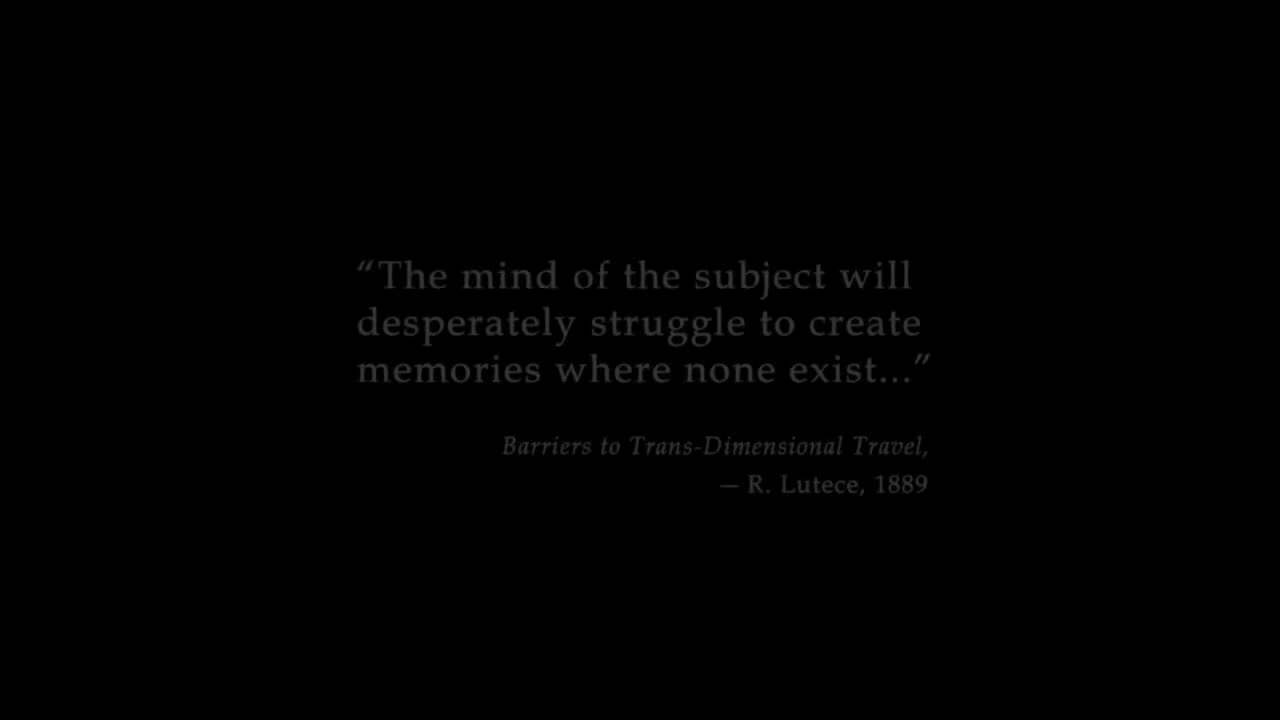 “The mind of the subject will
desperately struggle to create
memories where none exist...”
Barriers to Trans-Dimensional Travel,
— R. Lutece, 1889